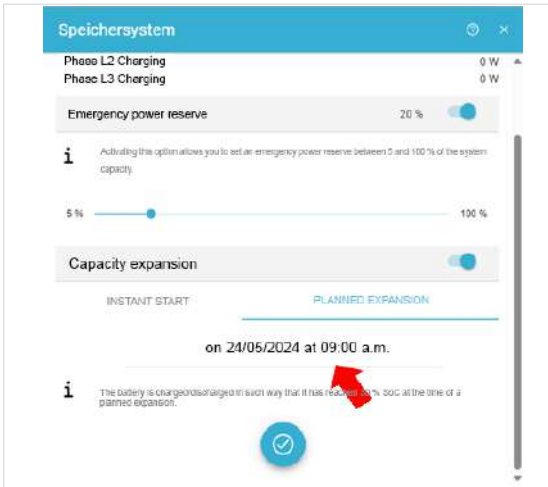 Speichersystem
Phase L2 Charging 0 W
Phase L3 Charging 0 W
Emergency power reserve 20 %
i Activating this option allows you to set an emergency power reserve between 5 and 100 % of the system
capacity.
5 % 100 %
Capacity expansion
INSTANT START PLANNED EXPANSION
on 24/05/2024 at 09:00 a.m.
i The battery is charged/discharged in such way that it has reached % SoC at the time of a
planned expansion.